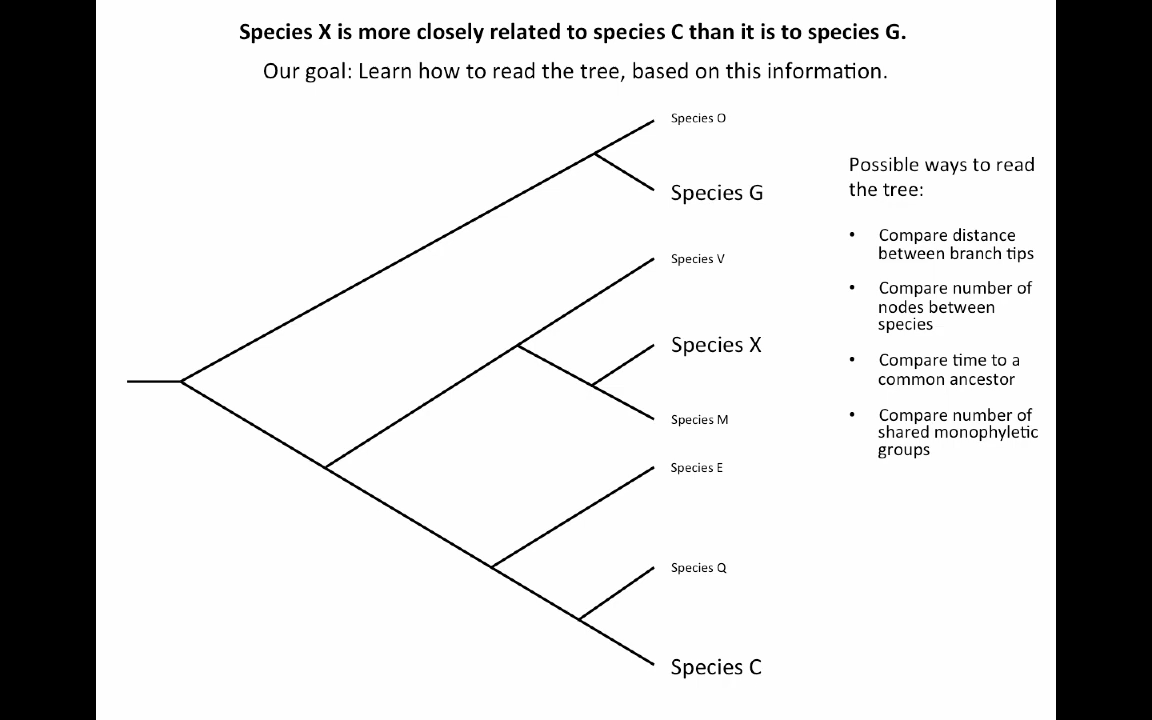 Species X is more closely related to species C than it is to species G.
Our goal: Learn how to read the tree, based on this information.
Species O
Species G
Species V
Species X
Species M
Species E
Species Q
Species C
Possible ways to read
the tree:
• Compare distance
between branch tips
• Compare number of
nodes between
species
• Compare time to a
common ancestor
• Compare number of
shared monophyletic
groups